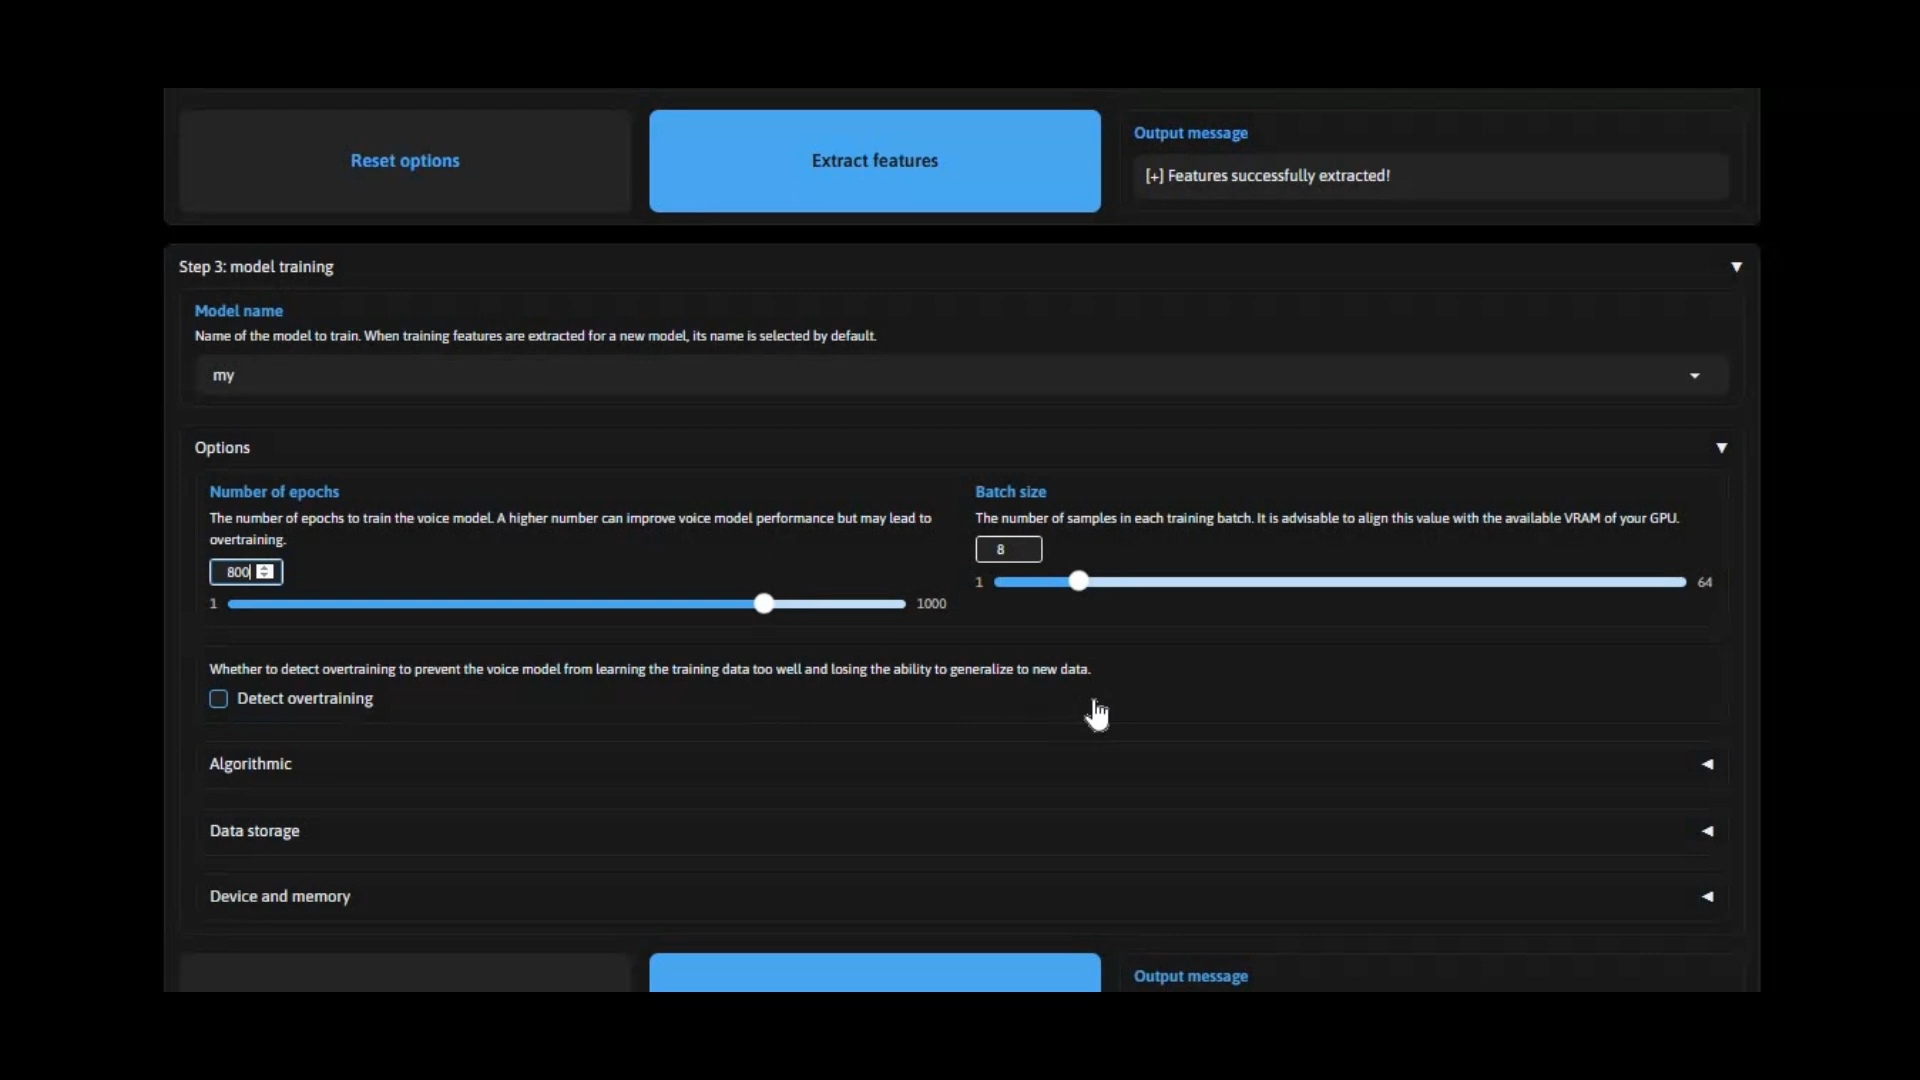 Reset options
Extract features
Output message
[+] Features successfully extracted!
Step 3: model training
Model name
Name of the model to train. When training features are extracted for a new model, its name is selected by default.
my
Options
Number of epochs
The number of epochs to train the voice model. A higher number can improve voice model performance but may lead to
overtraining.
800
1
1000
Batch size
The number of samples in each training batch. It is advisable to align this value with the available VRAM of your GPU.
8
1
64
Whether to detect overtraining to prevent the voice model from learning the training data too well and losing the ability to generalize to new data.
Detect overtraining
Algorithmic
Data storage
Device and memory
Output message